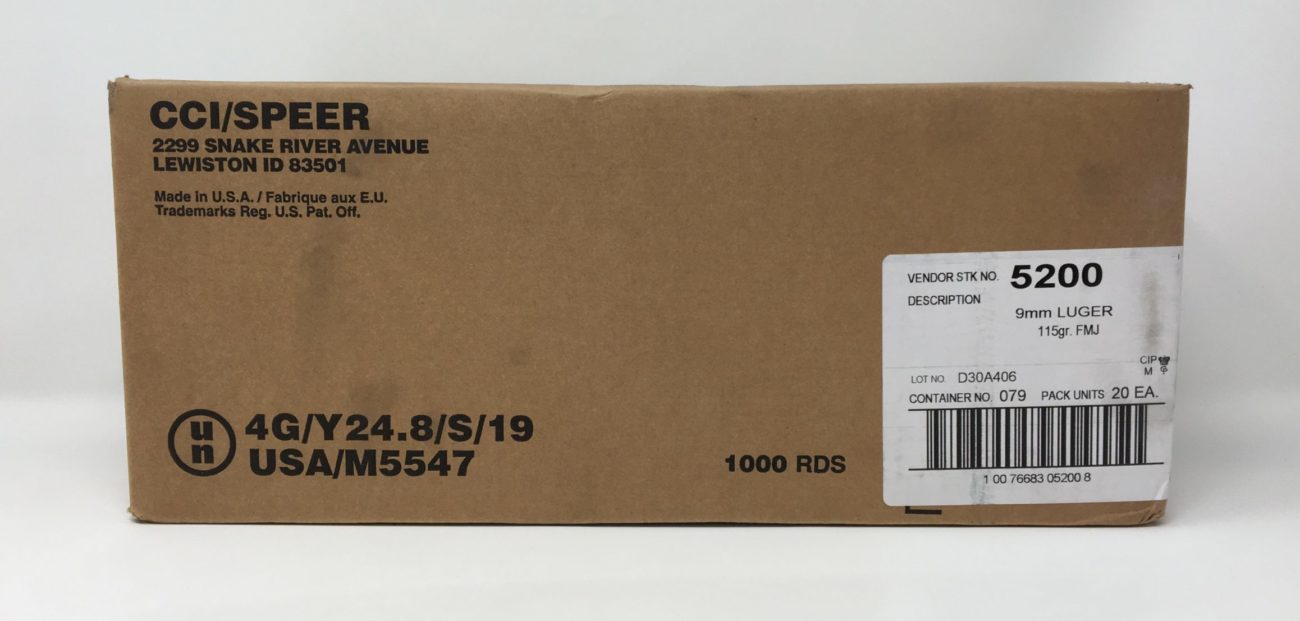 CCI/SPEER
2299 SNAKE RIVER AVENUE
LEWISTON ID 83501
Made in U.S.A. / Fabrique aux E.U.
Trademarks Reg. U.S. Pat. Off.
un
4G/Y24.8/S/19
USA/M5547
1000 RDS
VENDOR STK NO. 5200
DESCRIPTION
9mm LUGER
115gr. FMJ
CIP
M
LOT NO. D30A406
CONTAINER NO. 079 PACK UNITS 20 EA.
1 00 76683 05200 8